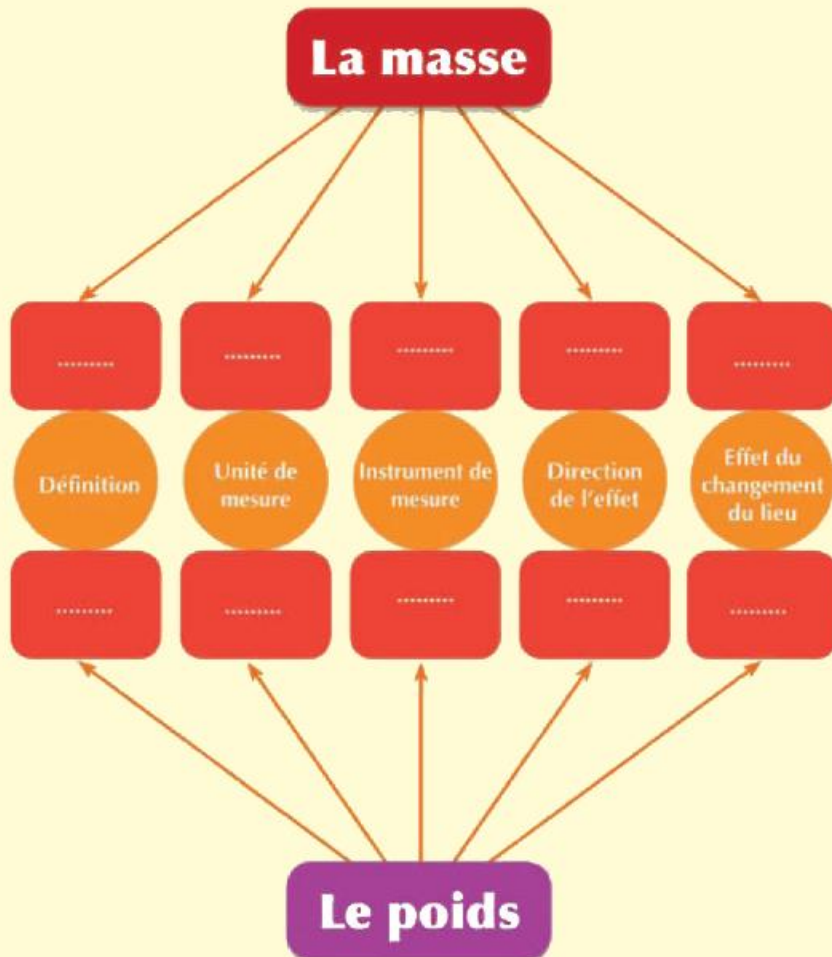 La masse
.........
.........
.........
.........
.........
Définition
Unité de
mesure
Instrument de
mesure
Direction
de l'effet
Effet du
changement
du lieu
.........
.........
.........
.........
.........
Le poids